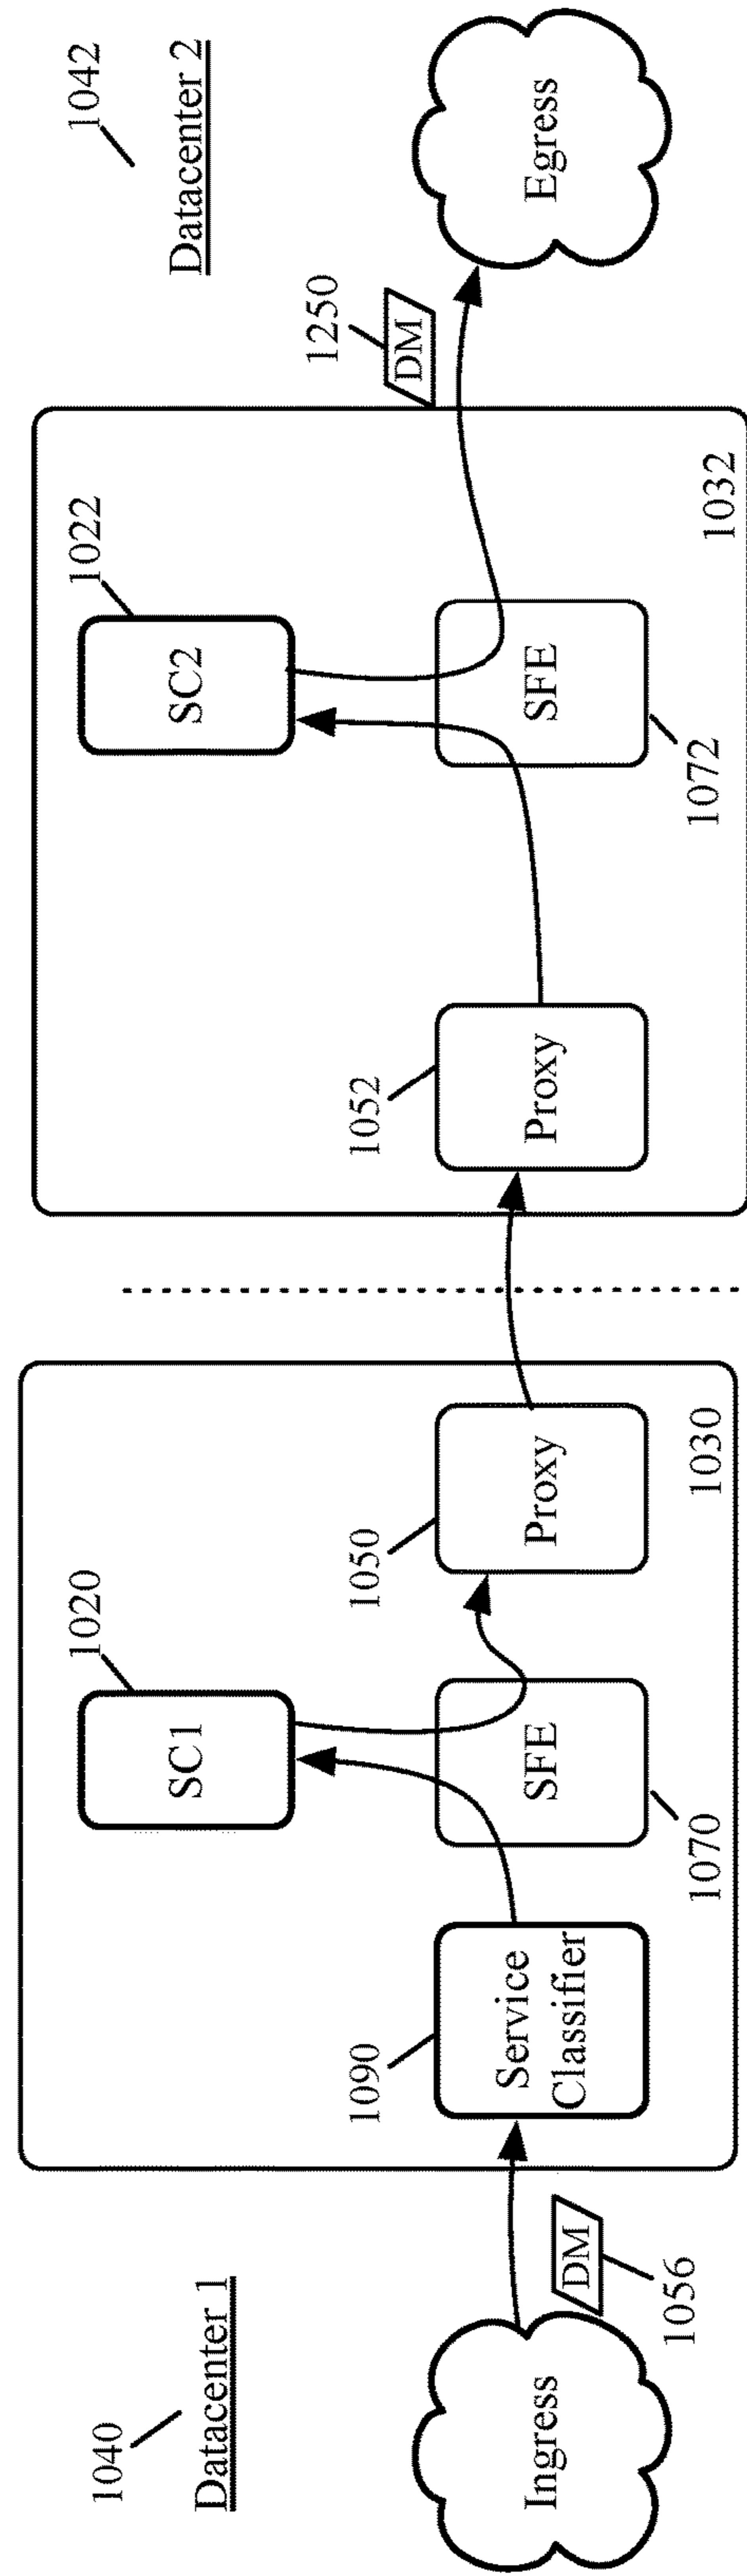 1040
Datacenter 1
Ingress
DM
1056
1090
Service
Classifier
1020
SC1
SFE
1070
1050
Proxy
1030
1052
Proxy
1022
SC2
SFE
1072
1032
1250
DM
1042
Datacenter 2
Egress